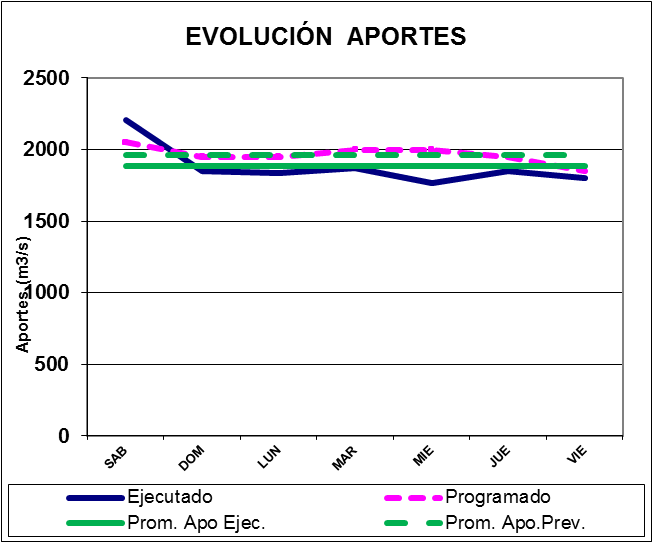 EVOLUCIÓN APORTES
2500
2000
1500
1000
500
0
Aportes (m3/s)
SAB
DOM
LUN
MAR
MIE
JUE
VIE
Ejecutado
Programado
Prom. Apo Ejec.
Prom. Apo.Prev.